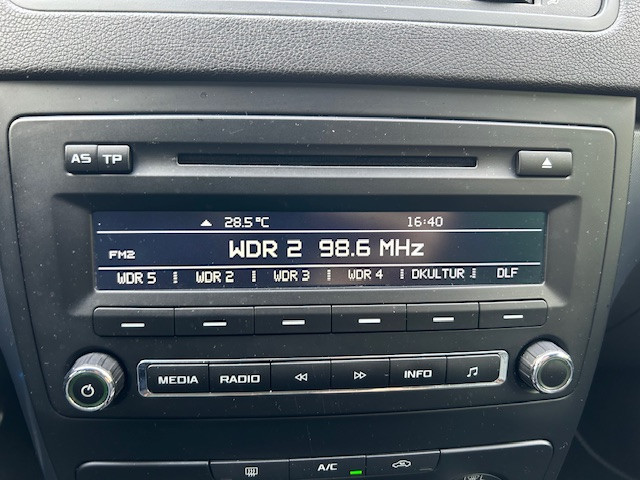 AS TP
28.5°C 16:40
FM2 WDR 2 98.6 MHz
WDR 5 WDR 2 WDR 3 WDR 4 DKULTUR DLF
MEDIA RADIO INFO
A/C